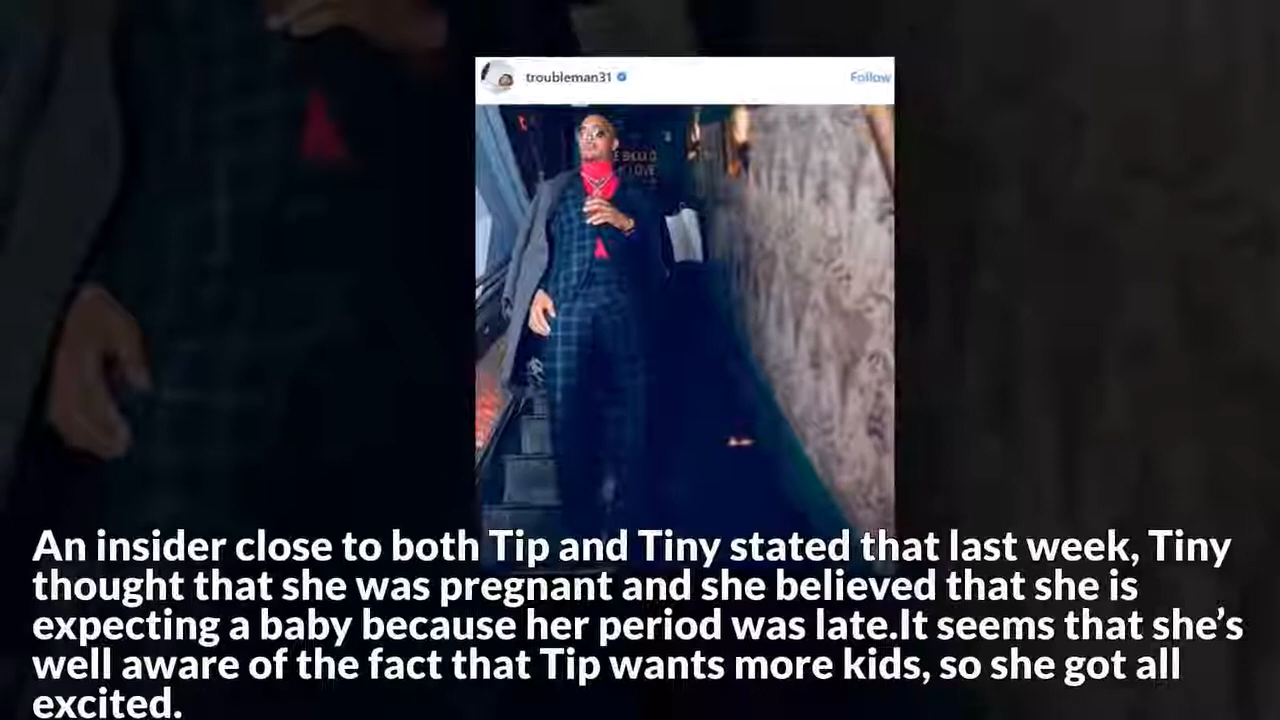 troubleman31
Follow
E SHOULD
LOVE
An insider close to both Tip and Tiny stated that last week, Tiny
thought that she was pregnant and she believed that she is
expecting a baby because her period was late.It seems that she’s
well aware of the fact that Tip wants more kids, so she got all
excited.